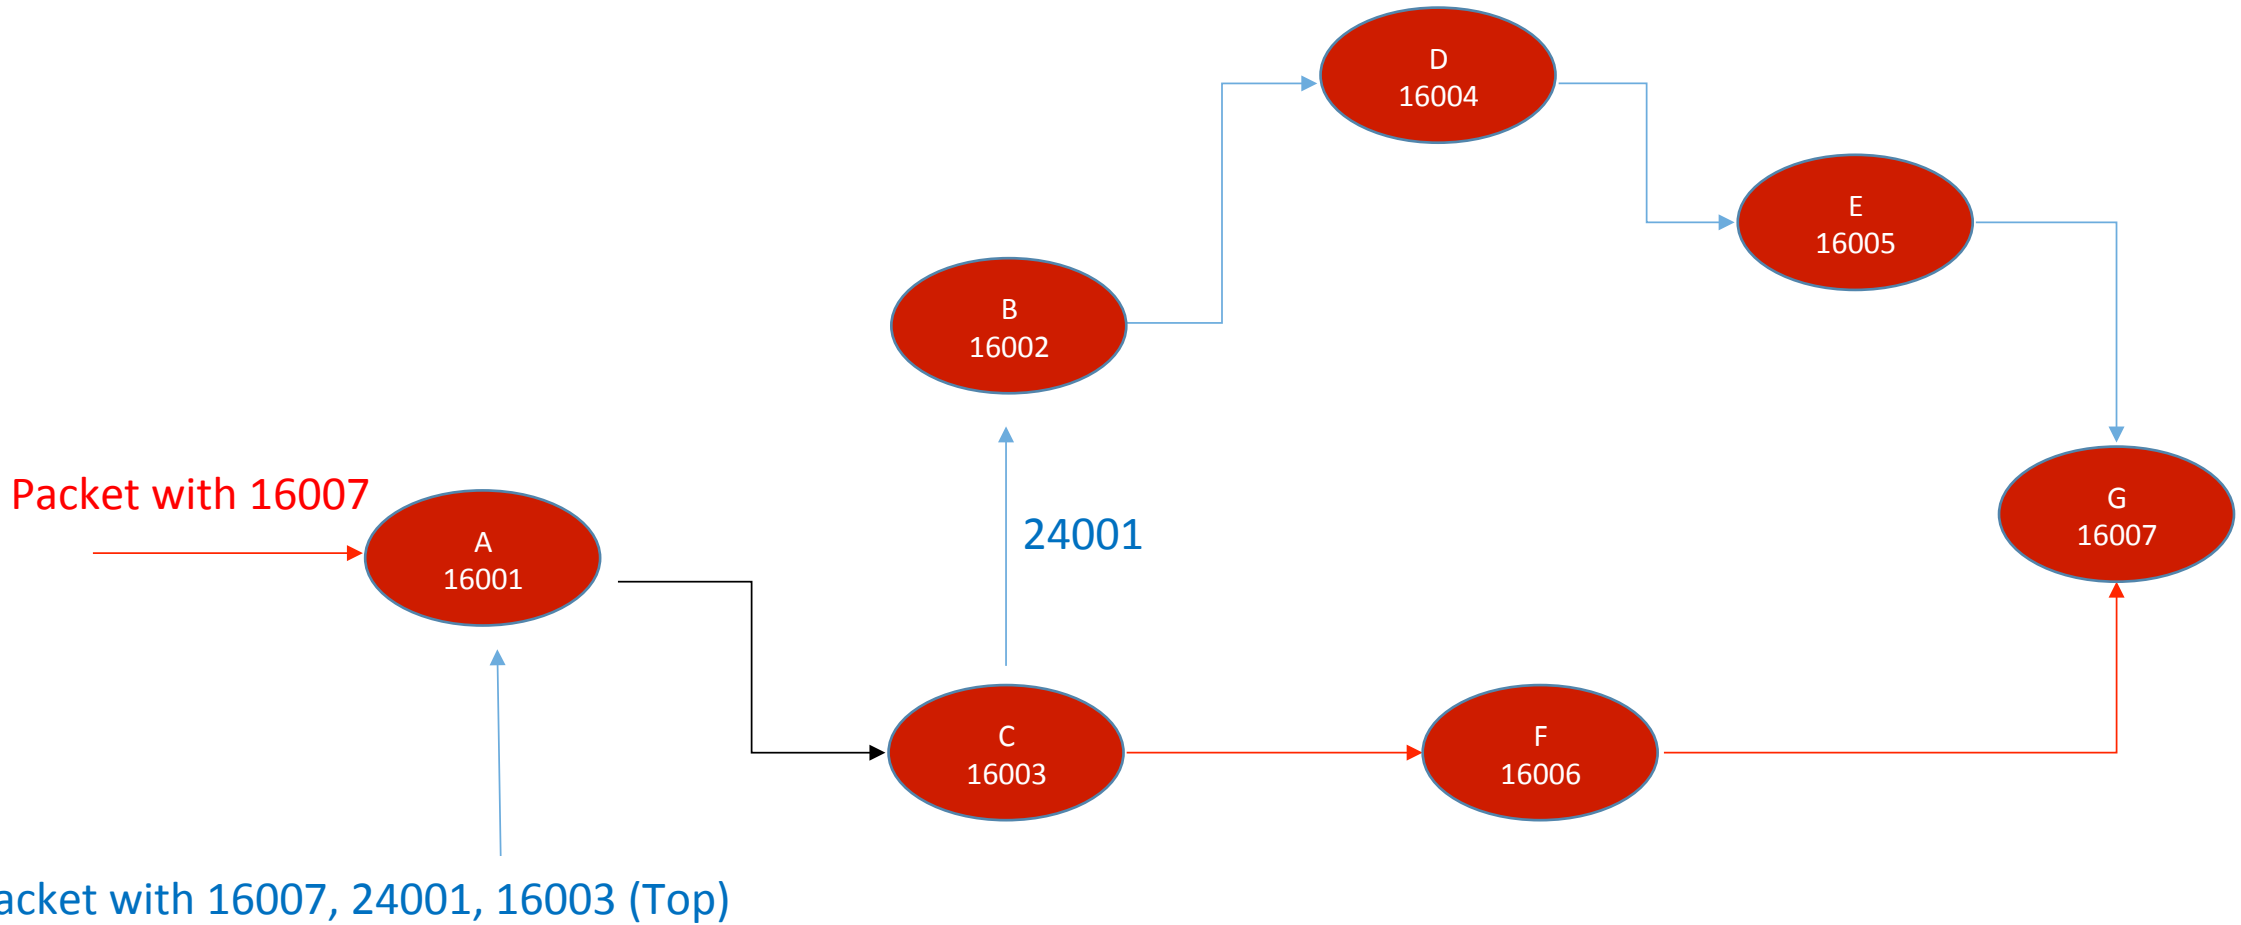 D
16004
E
16005
B
16002
Packet with 16007
A
16001
24001
G
16007
C
16003
F
16006
acket with 16007, 24001, 16003 (Top)